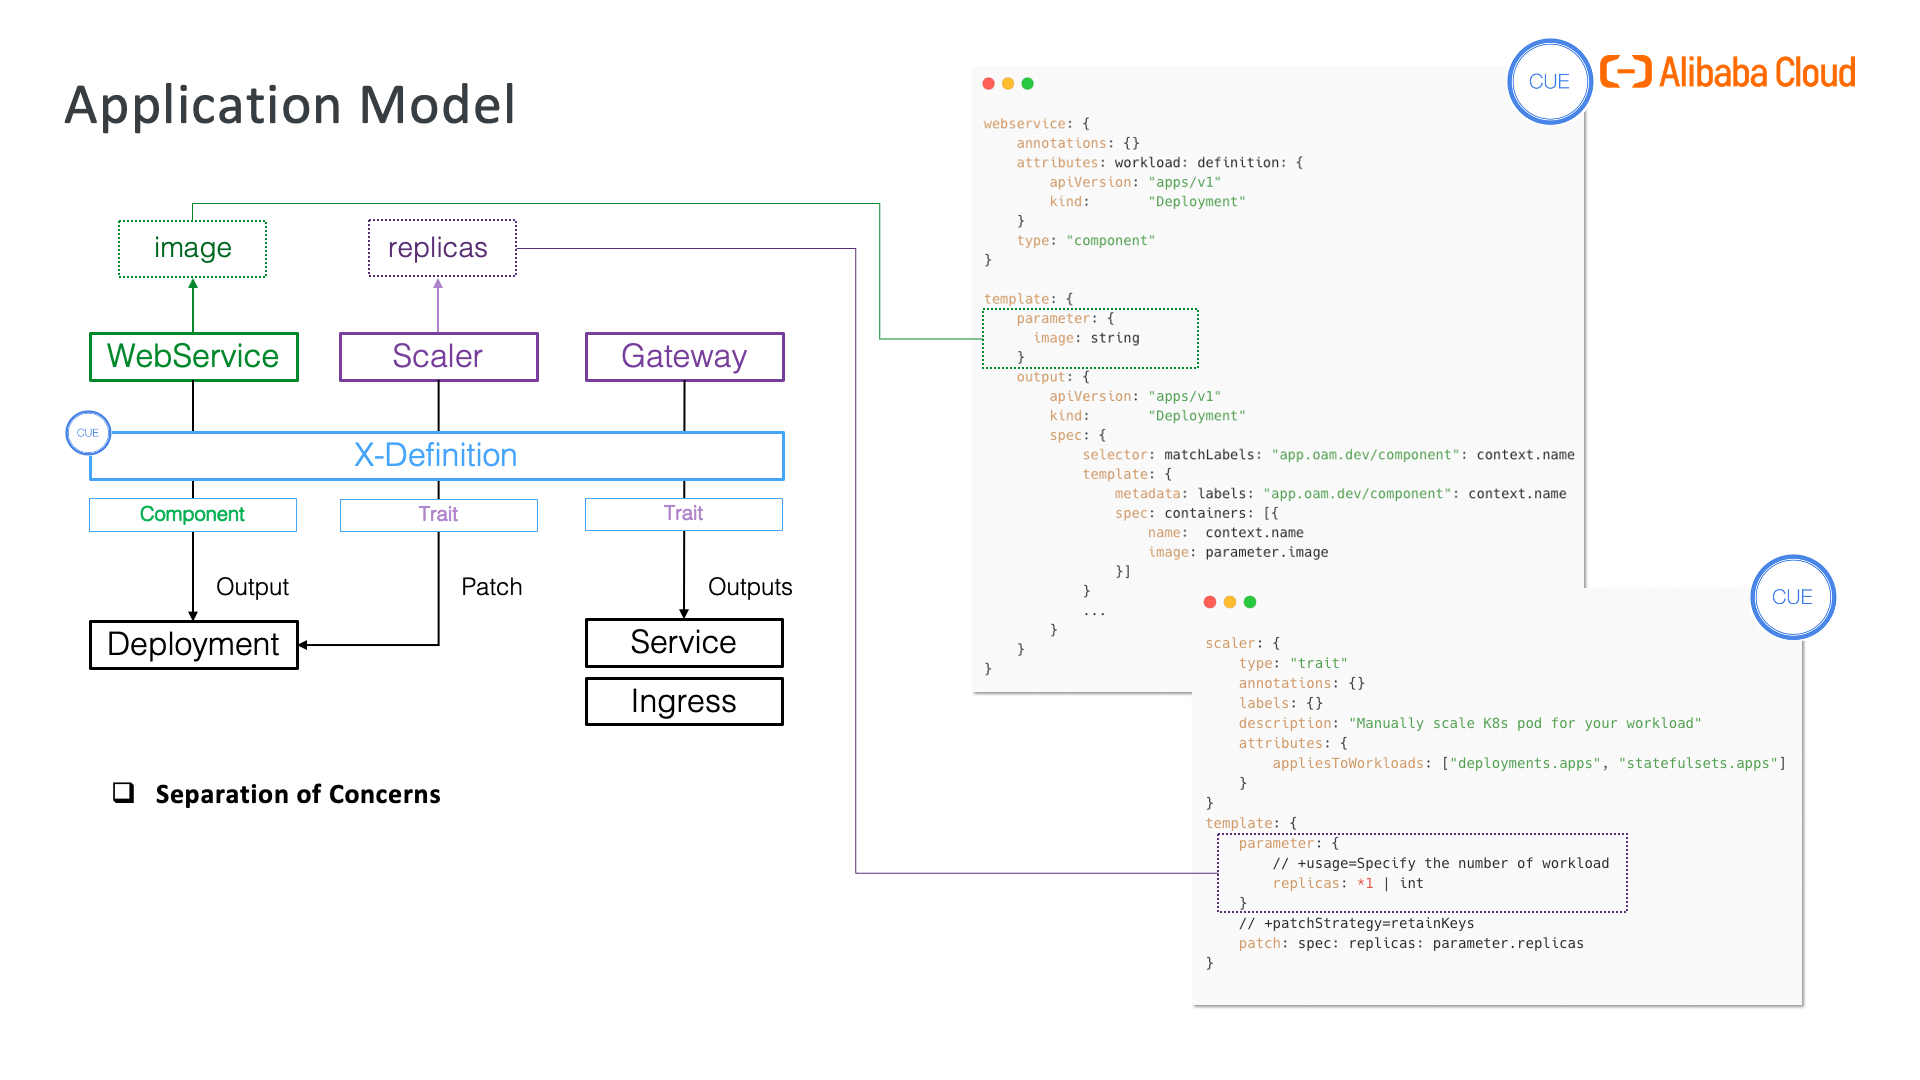 Application Model
CUE
Alibaba Cloud
image
replicas
WebService
Scaler
Gateway
CUE
X-Definition
Component
Trait
Trait
Output
Patch
Outputs
Deployment
Service
Ingress
Separation of Concerns
webservice: {
    annotations: {}
    attributes: workload: definition: {
        apiVersion: "apps/v1"
        kind:       "Deployment"
    }
    type: "component"
}
template: {
    parameter: {
      image: string
    }
    output: {
        apiVersion: "apps/v1"
        kind:       "Deployment"
        spec: {
            selector: matchLabels: "app.oam.dev/component": context.name
            template: {
                metadata: labels: "app.oam.dev/component": context.name
                spec: containers: [{
                    name:  context.name
                    image: parameter.image
                }]
            }
            ...
        }
    }
}
CUE
scaler: {
    type: "trait"
    annotations: {}
    labels: {}
    description: "Manually scale K8s pod for your workload"
    attributes: {
        appliesToWorkloads: ["deployments.apps", "statefulsets.apps"]
    }
}
template: {
    parameter: {
        // +usage=Specify the number of workload
        replicas: *1 | int
    }
    // +patchStrategy=retainKeys
    patch: spec: replicas: parameter.replicas
}